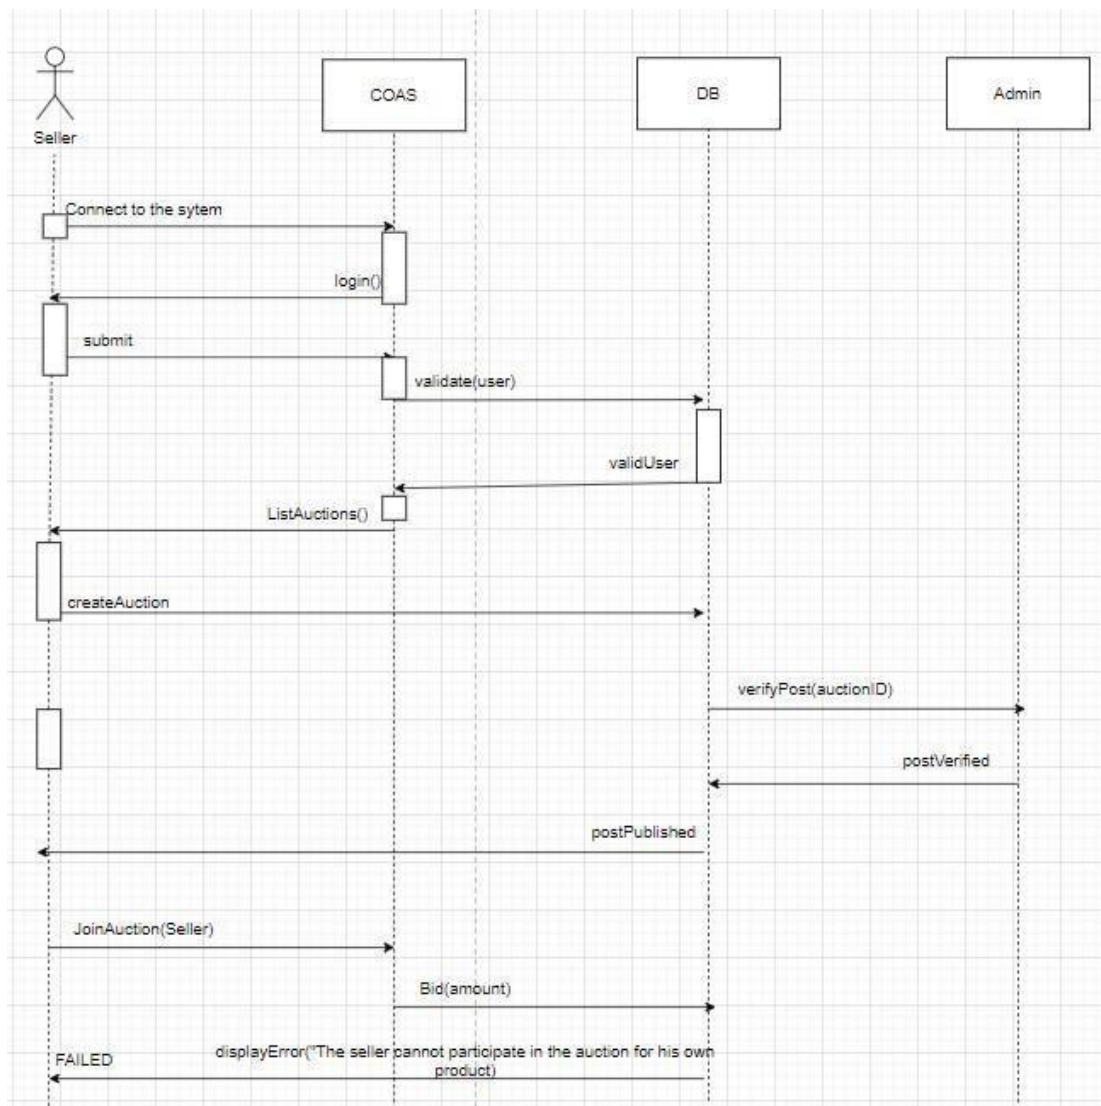 COAS
DB
Admin
Seller
Connect to the sytem
login()
submit
validate(user)
validUser
ListAuctions()
createAuction
verifyPost(auctionID)
postVerified
postPublished
JoinAuction(Seller)
Bid(amount)
FAILED
displayError("The seller cannot participate in the auction for his own
product)